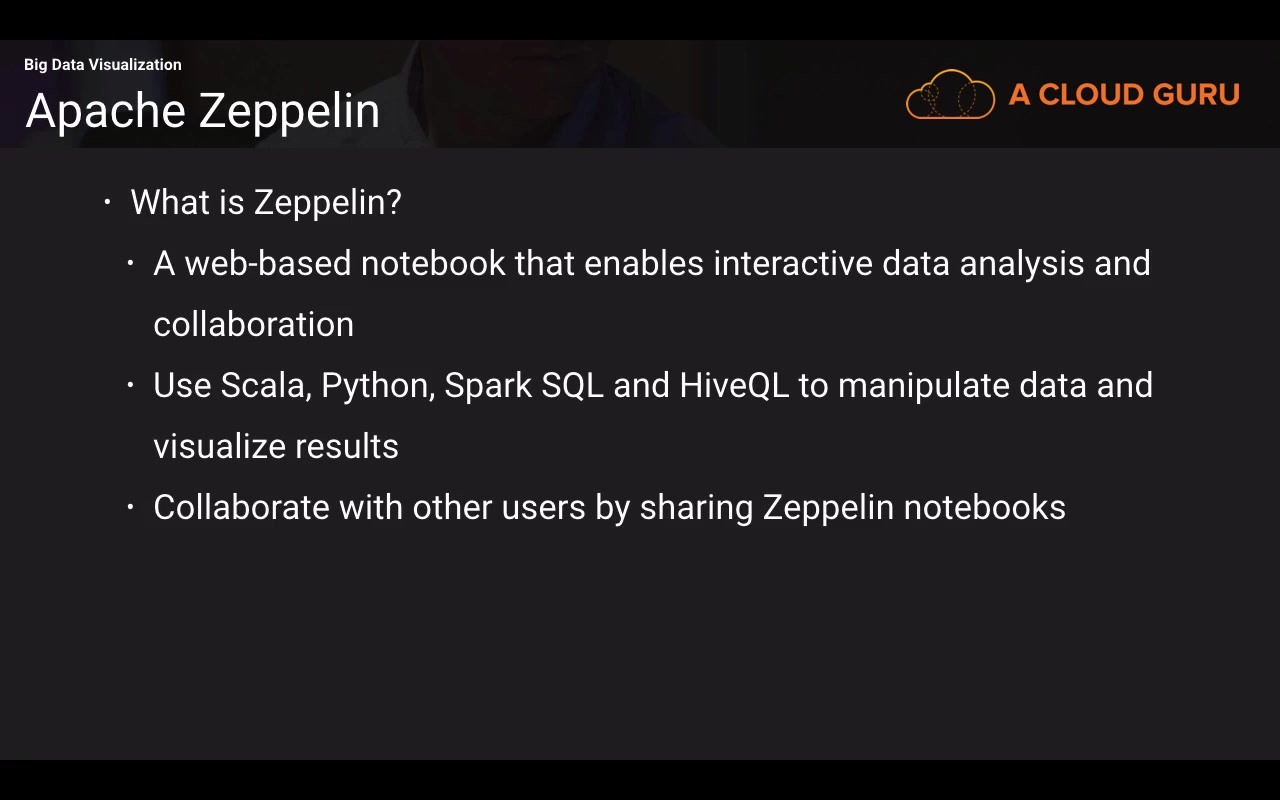 Big Data Visualization
Apache Zeppelin
A CLOUD GURU
• What is Zeppelin?
• A web-based notebook that enables interactive data analysis and
collaboration
• Use Scala, Python, Spark SQL and HiveQL to manipulate data and
visualize results
• Collaborate with other users by sharing Zeppelin notebooks